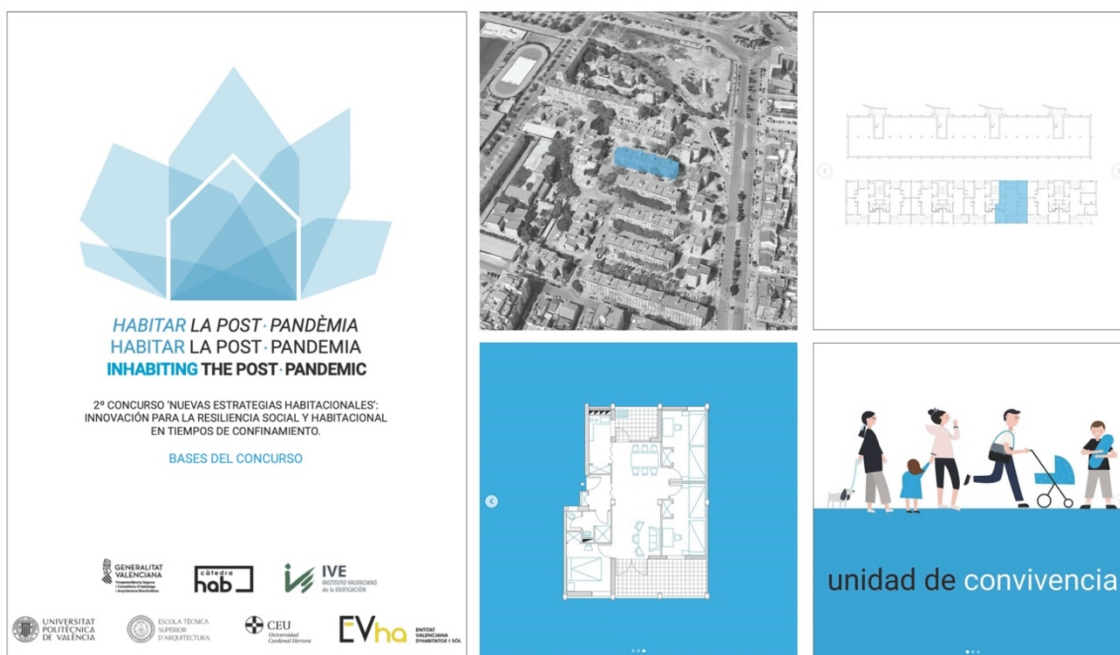 HABITAR LA POST·PANDÈMIA
HABITAR LA POST·PANDEMIA
INHABITING THE POST·PANDEMIC
2º CONCURSO 'NUEVAS ESTRATEGIAS HABITACIONALES':
INNOVACIÓN PARA LA RESILIENCIA SOCIAL Y HABITACIONAL
EN TIEMPOS DE CONFINAMIENTO.
BASES DEL CONCURSO
GENERALITAT
VALENCIANA
càtedra
hab
IVE
INSTITUTO VALENCIANO
de la EDIFICACIÓN
UNIVERSITAT
POLITÈCNICA
DE VALÈNCIA
ESCOLA TÈCNICA
SUPERIOR
D'ARQUITECTURA
CEU
Universidad
Cardenal Herrera
EVha
ENTITAT
VALENCIANA
D'HABITATGE I SÒL
unidad de convivencia